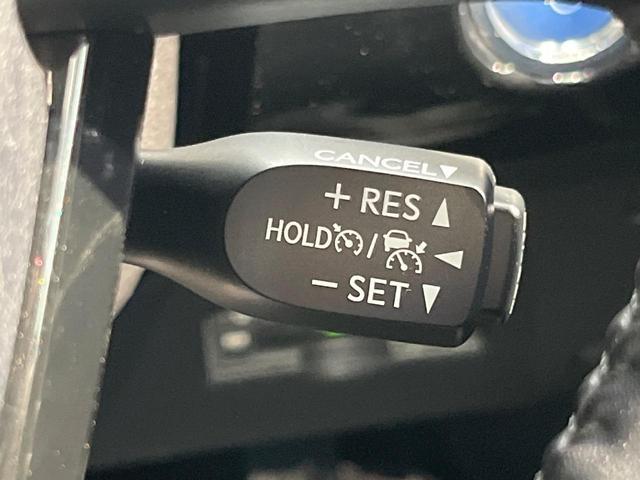 CANCEL▼
+ RES ▲
HOLD / ◀
− SET ▼